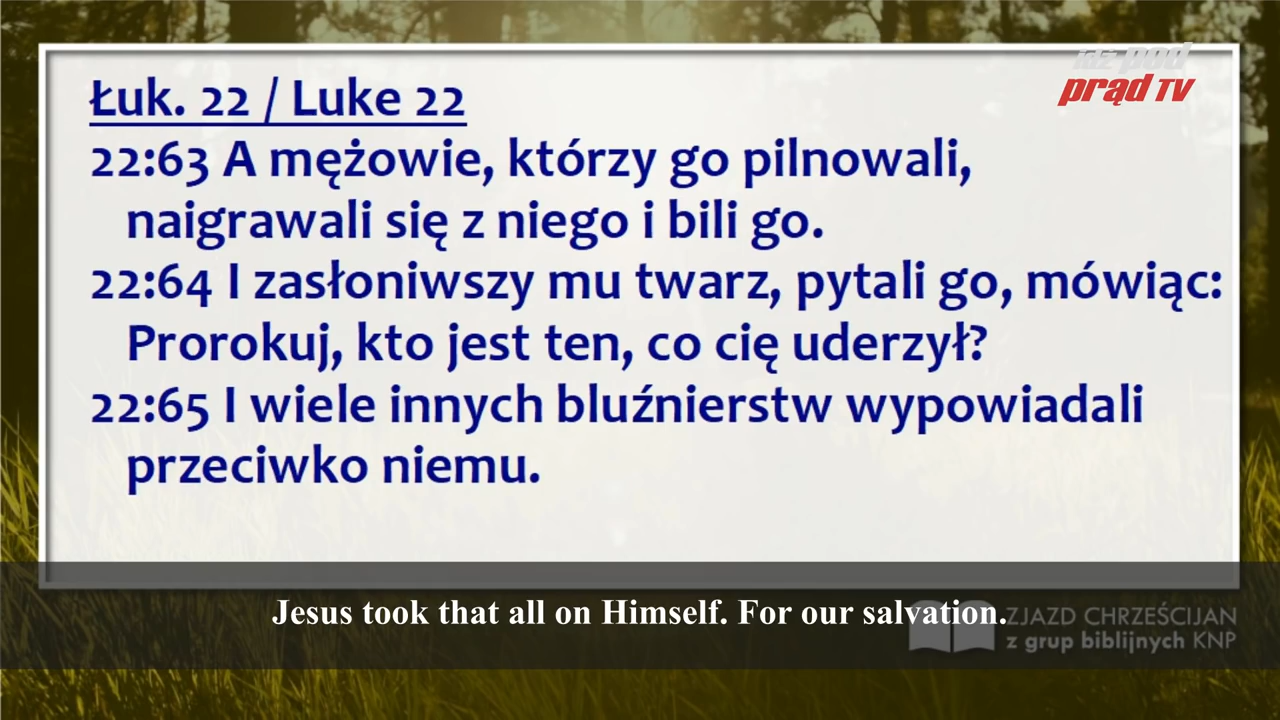 idź pod
prąd TV
Łuk. 22 / Luke 22
22:63 A mężowie, którzy go pilnowali,
naigrawali się z niego i bili go.
22:64 I zasłoniwszy mu twarz, pytali go, mówiąc:
Prorokuj, kto jest ten, co cię uderzył?
22:65 I wiele innych bluźnierstw wypowiadali
przeciwko niemu.
Jesus took that all on Himself. For our salvation.
ZJAZD CHRZEŚCIJAN
z grup biblijnych KNP